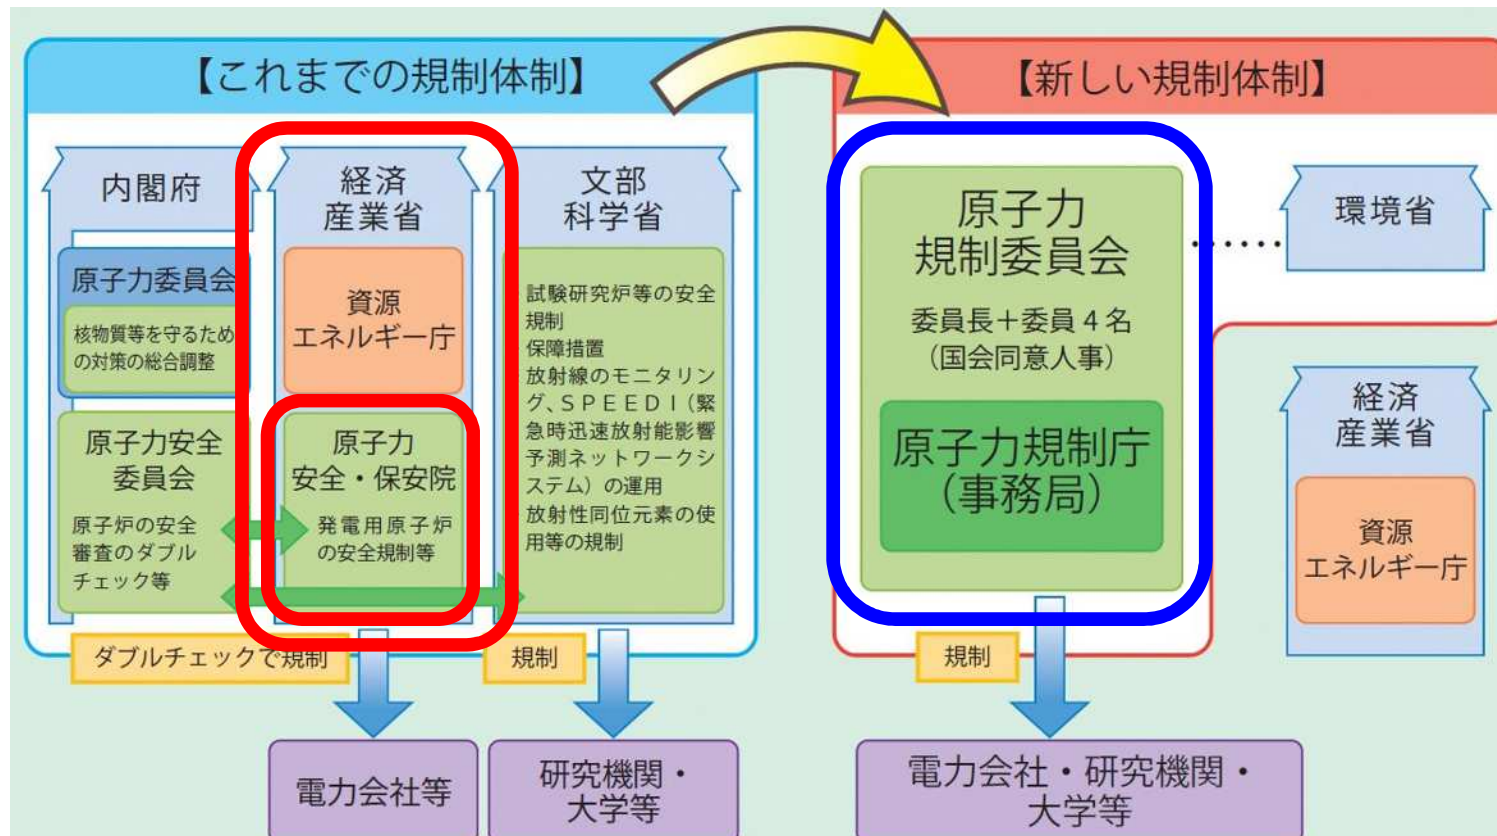 【これまでの規制体制】
内閣府
原子力委員会
核物質等を守るため
の対策の総合調整
原子力安全
委員会
原子炉の安全
審査のダブル
チェック等
経済
産業省
資源
エネルギー庁
原子力
安全・保安院
発電用原子炉
の安全規制等
文部
科学省
試験研究炉等の安全
規制
保障措置
放射線のモニタリン
グ、ＳＰＥＥＤＩ（緊
急時迅速放射能影響
予測ネットワークシ
ステム）の運用
放射性同位元素の使
用等の規制
ダブルチェックで規制
規制
電力会社等
研究機関・
大学等
【新しい規制体制】
原子力
規制委員会
委員長＋委員４名
（国会同意人事）
原子力規制庁
（事務局）
環境省
経済
産業省
資源
エネルギー庁
規制
電力会社・研究機関・
大学等